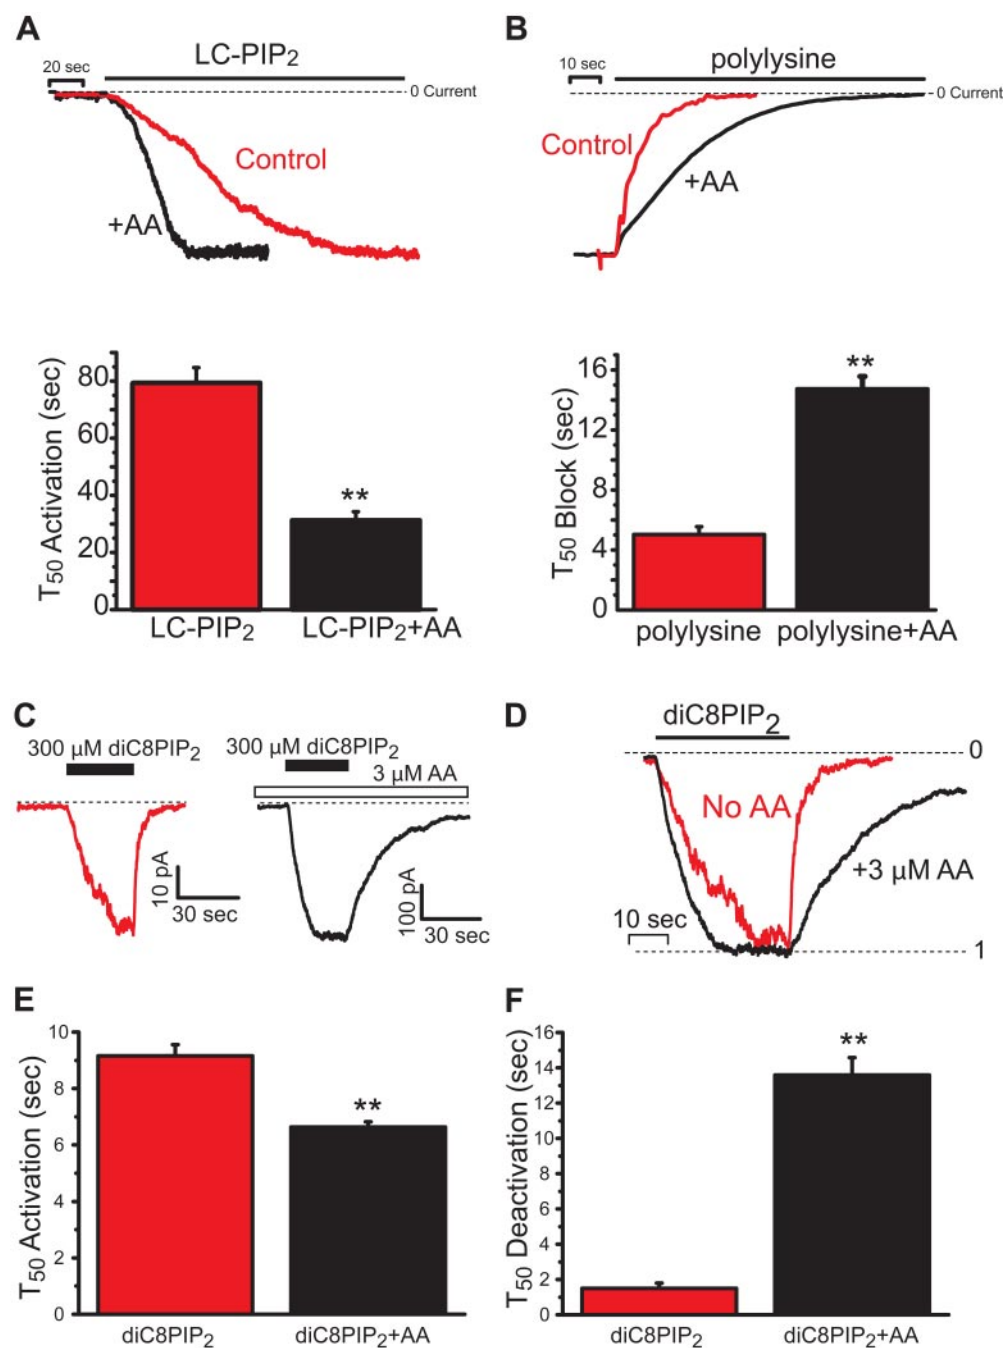 A
LC-PIP2
20 sec
0 Current
Control
+AA
T50 Activation (sec)
80
60
40
20
0
LC-PIP2
LC-PIP2+AA
**
B
polylysine
10 sec
0 Current
Control
+AA
T50 Block (sec)
16
12
8
4
0
**
polylysine
polylysine+AA
C
300 µM diC8PIP2
10 pA
30 sec
300 µM diC8PIP2
3 µM AA
100 pA
30 sec
D
diC8PIP2
0
No AA
+3 µM AA
10 sec
1
E
T50 Activation (sec)
10
8
6
4
2
0
**
diC8PIP2
diC8PIP2+AA
F
T50 Deactivation (sec)
16
14
12
10
8
6
4
2
0
**
diC8PIP2
diC8PIP2+AA